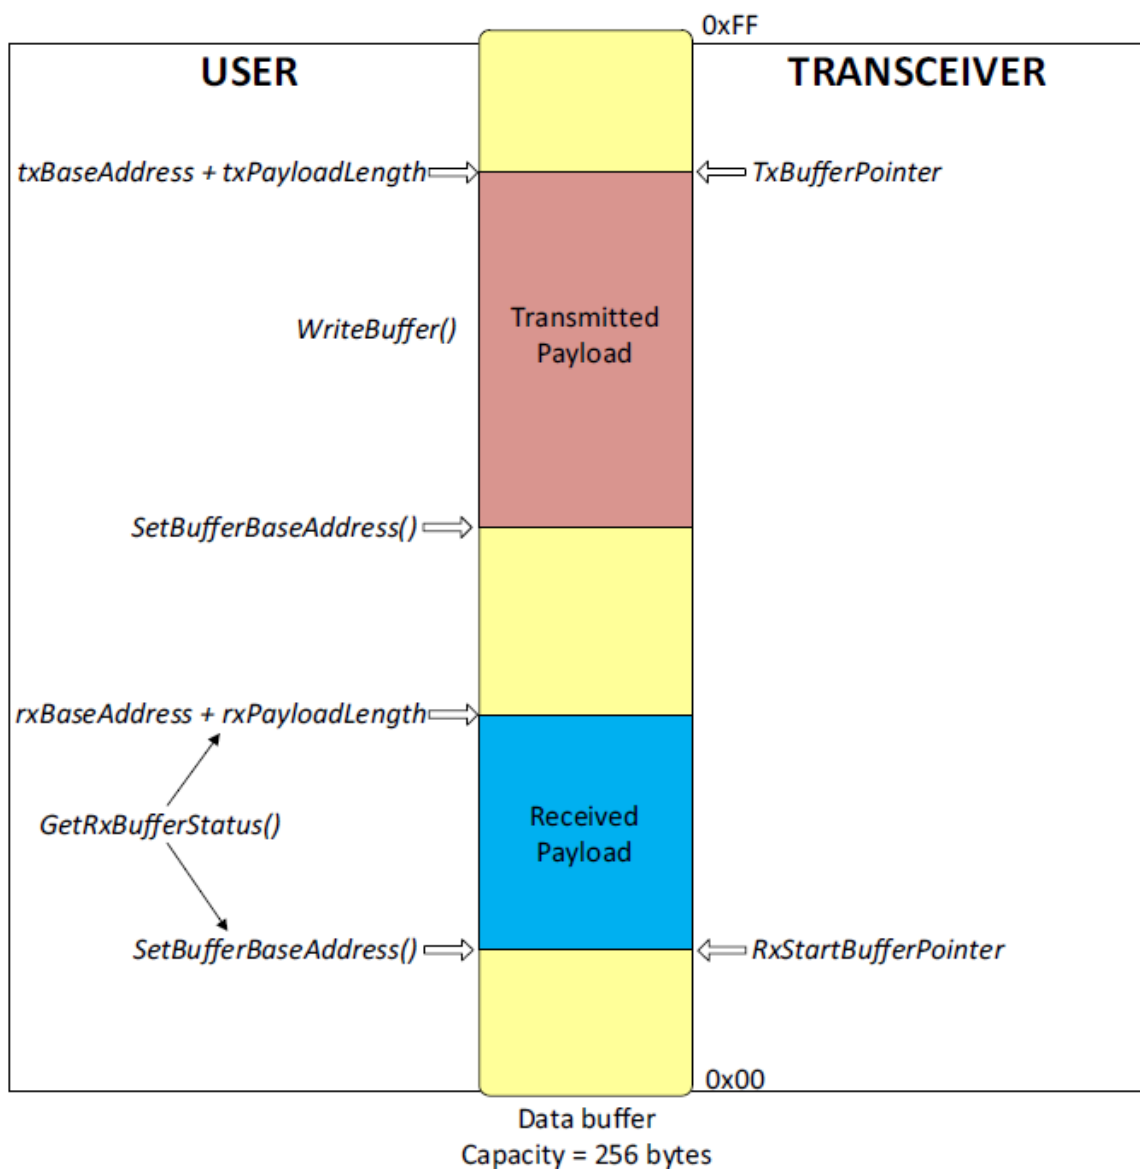 0xFF
USER
TRANSCEIVER
txBaseAddress + txPayloadLength
TxBufferPointer
Transmitted
Payload
WriteBuffer()
SetBufferBaseAddress()
rxBaseAddress + rxPayloadLength
GetRxBufferStatus()
Received
Payload
SetBufferBaseAddress()
RxStartBufferPointer
0x00
Data buffer
Capacity = 256 bytes